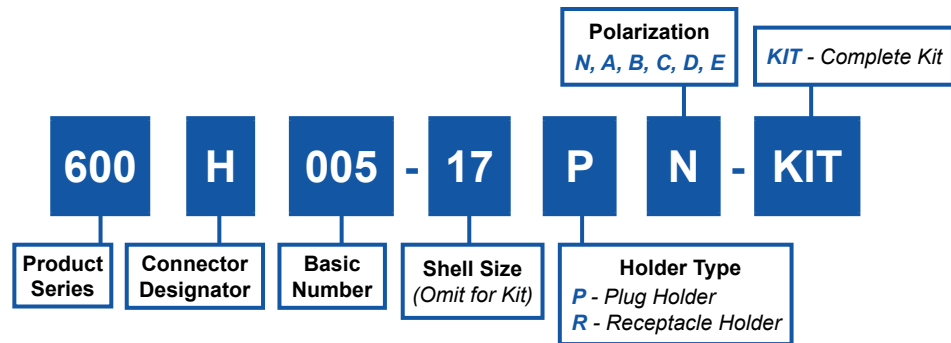 Polarization
N, A, B, C, D, E
KIT - Complete Kit
600 H 005 - 17 P N - KIT
Product
Series
Connector
Designator
Basic
Number
Shell Size
(Omit for Kit)
Holder Type
P - Plug Holder
R - Receptacle Holder